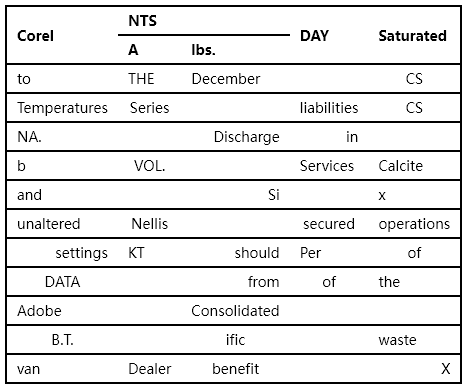 Corel NTS DAY Saturated
A lbs.
to THE December CS
Temperatures Series liabilities CS
NA. Discharge in
b VOL. Services Calcite
and Si x
unaltered Nellis secured operations
settings KT should Per of
DATA from of the
Adobe Consolidated
B.T. ific waste
van Dealer benefit X